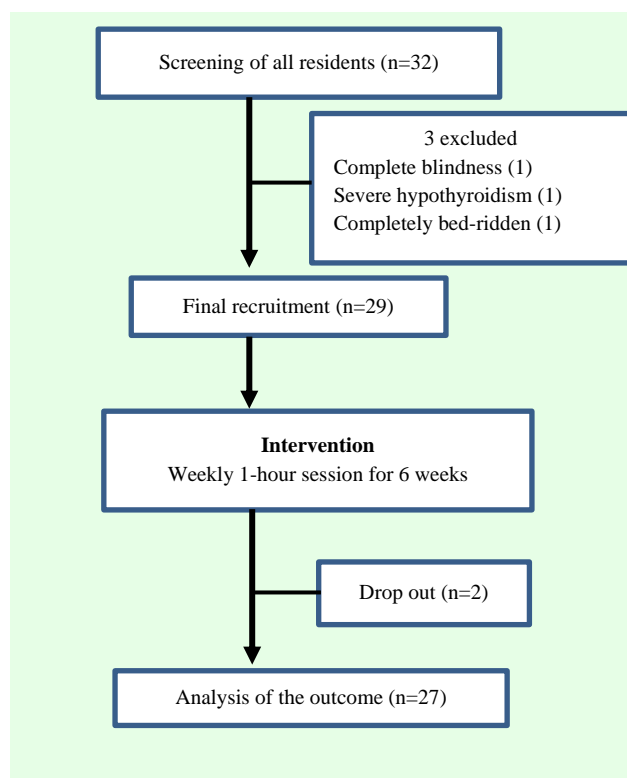 Screening of all residents (n=32)
3 excluded
Complete blindness (1)
Severe hypothyroidism (1)
Completely bed-ridden (1)
Final recruitment (n=29)
Intervention
Weekly 1-hour session for 6 weeks
Drop out (n=2)
Analysis of the outcome (n=27)